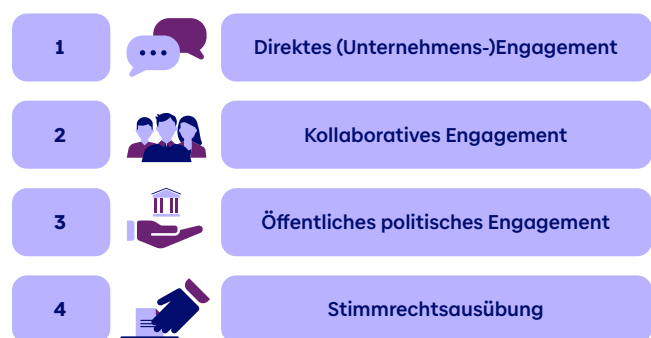 1
Direktes (Unternehmens-)Engagement
2
Kollaboratives Engagement
3
Öffentliches politisches Engagement
4
Stimmrechtsausübung